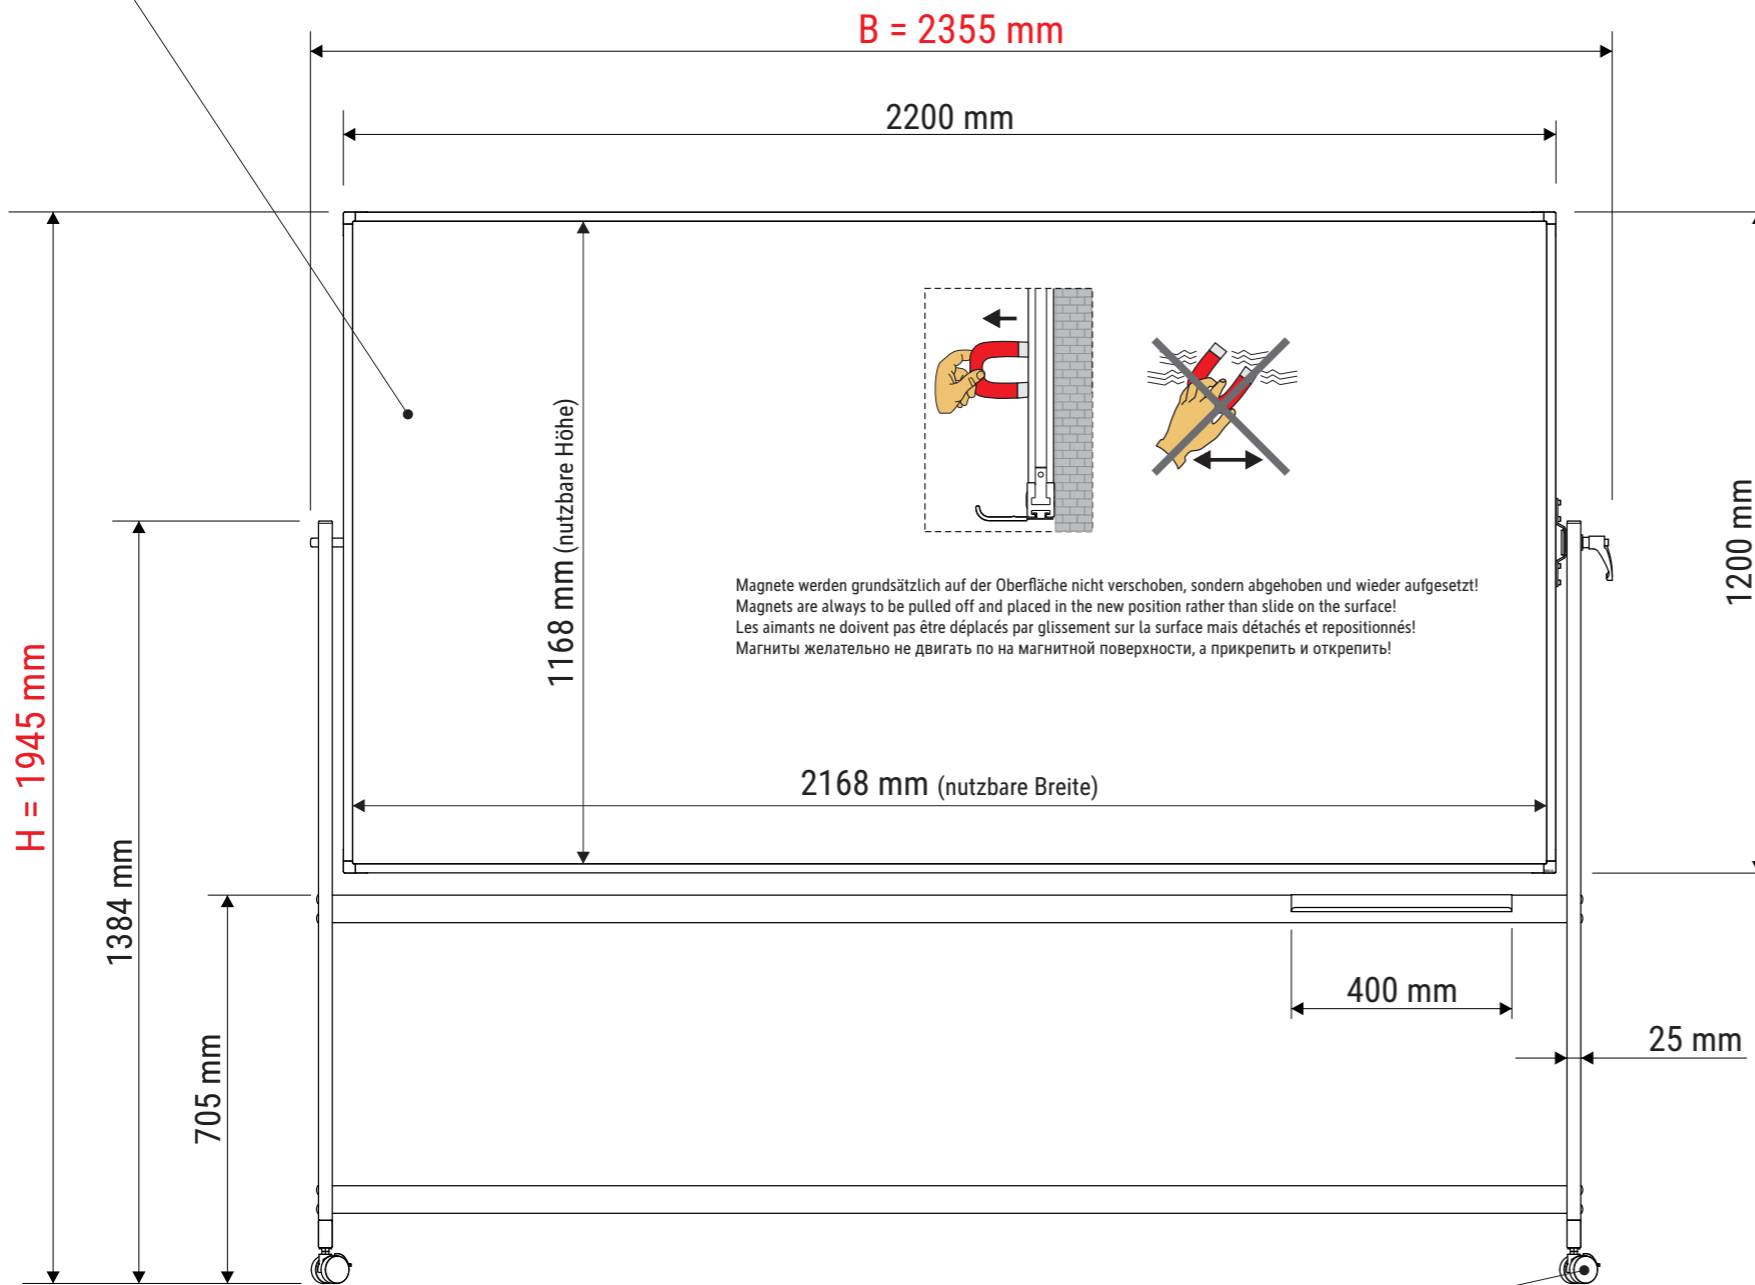 B = 2355 mm
2200 mm
1168 mm (nutzbare Höhe)
1200 mm
Magnete werden grundsätzlich auf der Oberfläche nicht verschoben, sondern abgehoben und wieder aufgesetzt!
Magnets are always to be pulled off and placed in the new position rather than slide on the surface!
Les aimants ne doivent pas être déplacés par glissement sur la surface mais détachés et repositionnés!
Магниты желательно не двигать по на магнитной поверхности, а прикрепить и открепить!
H = 1945 mm
2168 mm (nutzbare Breite)
1384 mm
400 mm
25 mm
705 mm